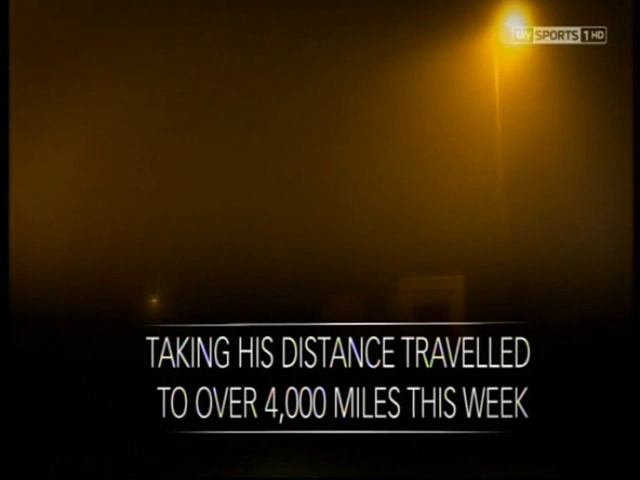 sky SPORTS 1 HD
TAKING HIS DISTANCE TRAVELLED
TO OVER 4,000 MILES THIS WEEK